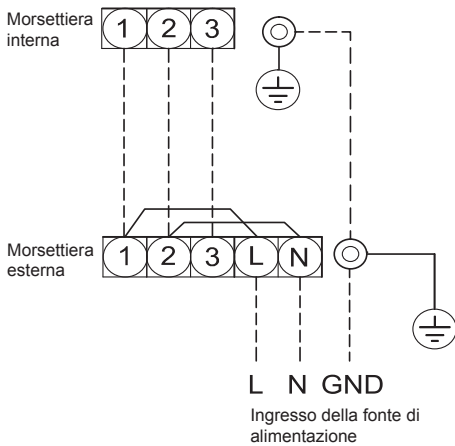 Morsettiera
interna
1 2 3
Morsettiera
esterna
1 2 3 L N
L N GND
Ingresso della fonte di
alimentazione